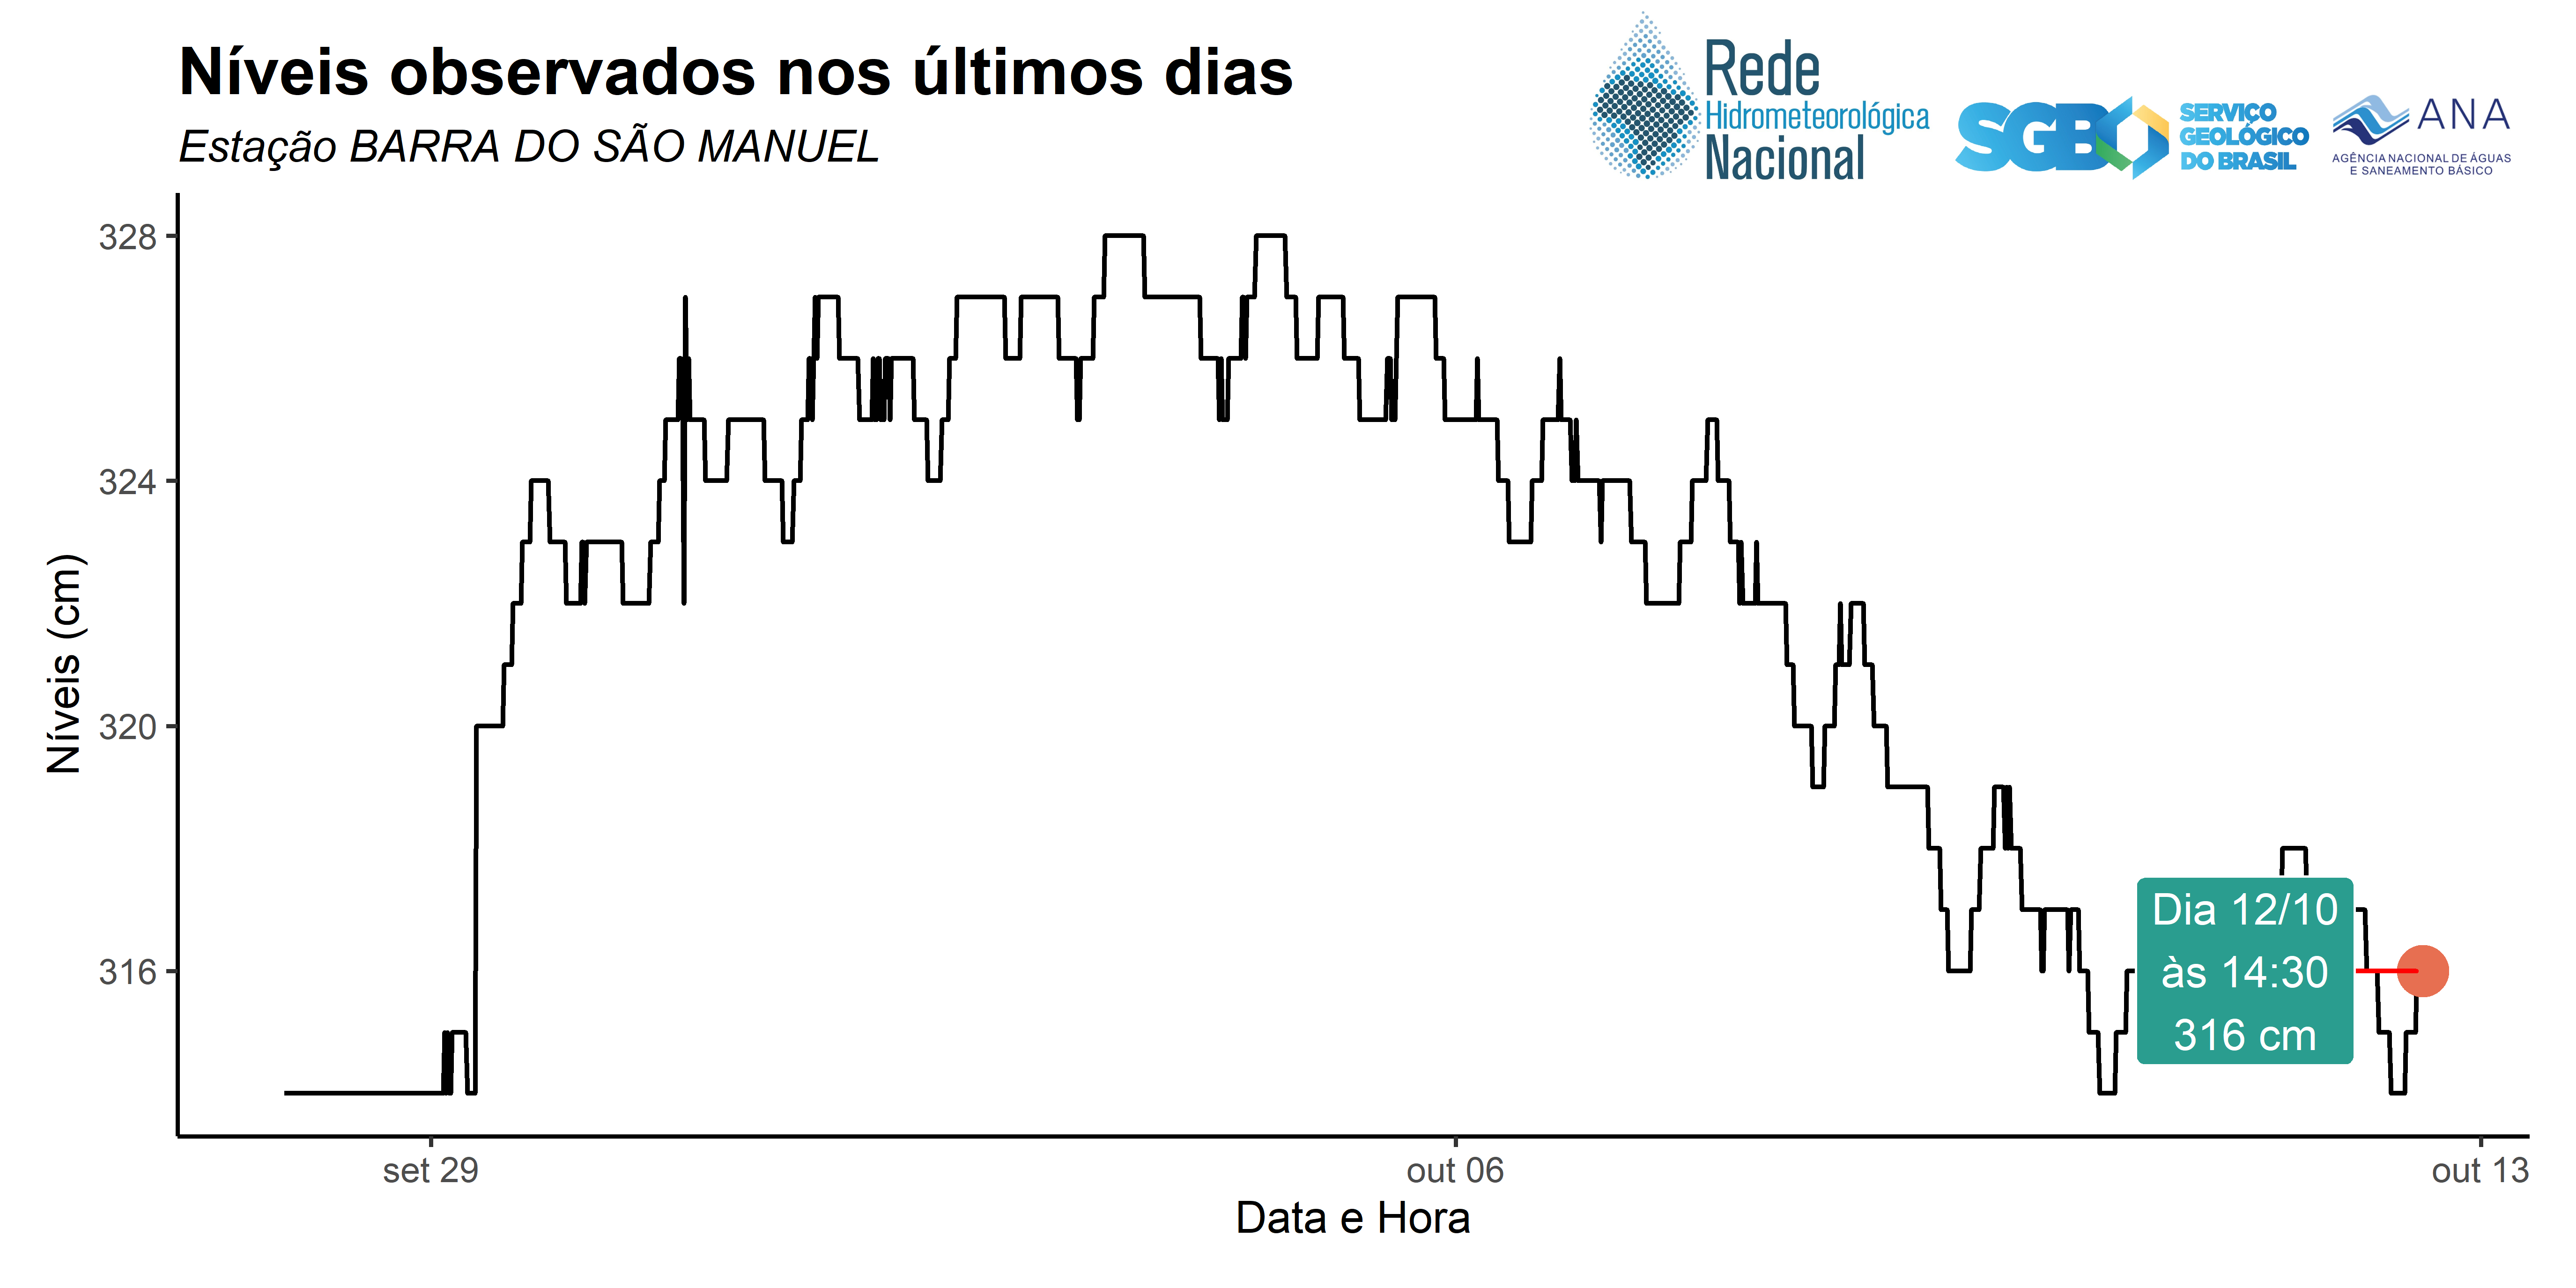 Níveis observados nos últimos dias
Estação BARRA DO SÃO MANUEL
Rede
Hidrometeorológica
Nacional
SGB
SERVIÇO
GEOLÓGICO
DO BRASIL
ANA
AGÊNCIA NACIONAL DE ÁGUAS
E SANEAMENTO BÁSICO
Níveis (cm)
328
324
320
316
Dia 12/10
às 14:30
316 cm
set 29
out 06
out 13
Data e Hora